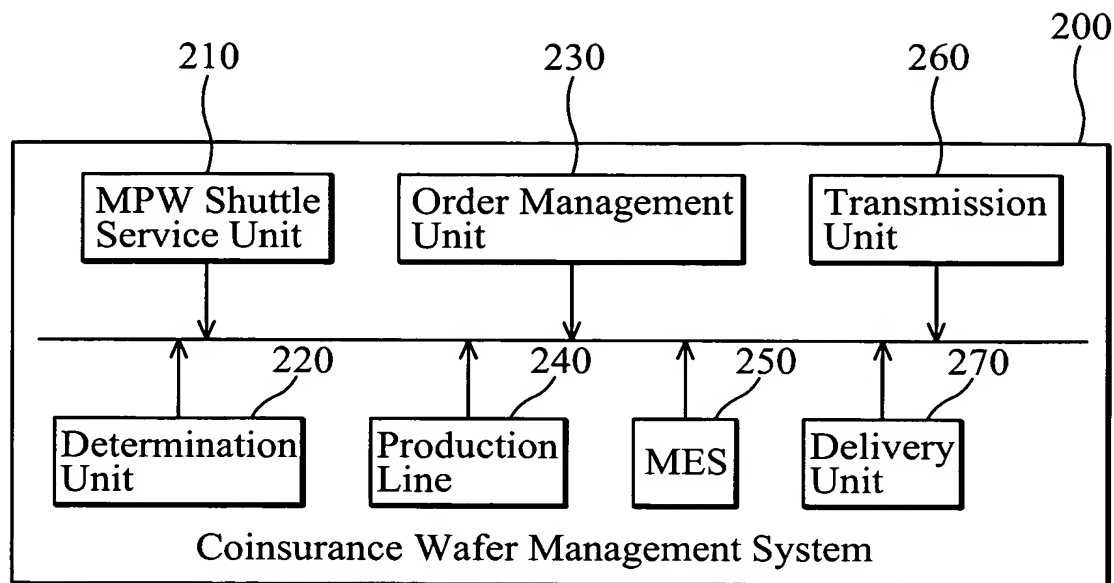 200
210
230
260
MPW Shuttle
Service Unit
Order Management
Unit
Transmission
Unit
220
240
250
270
Determination
Unit
Production
Line
MES
Delivery
Unit
Coinsurance Wafer Management System